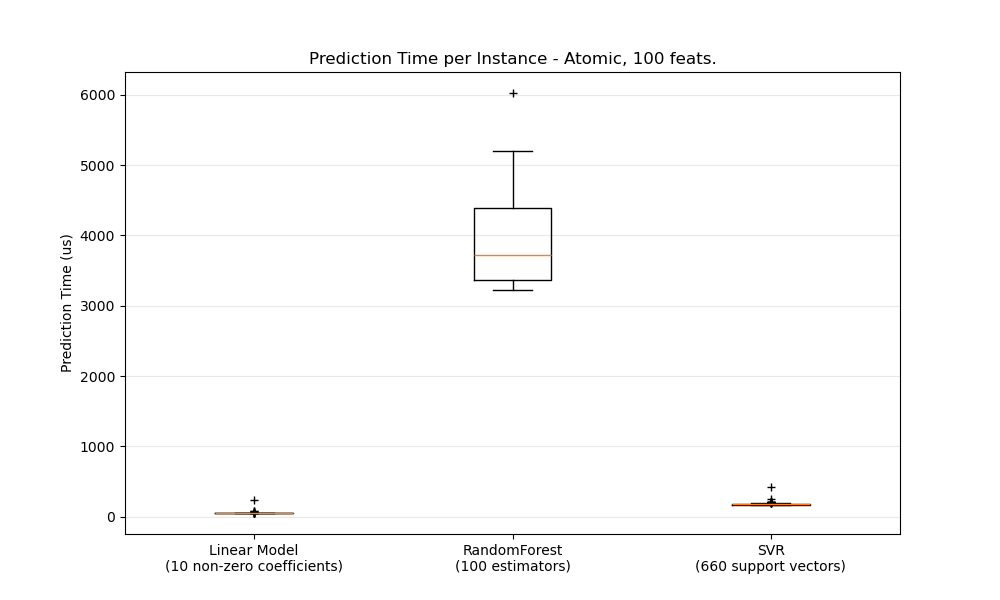 Prediction Time per Instance - Atomic, 100 feats.
Prediction Time (us)
6000
5000
4000
3000
2000
1000
0
Linear Model
(10 non-zero coefficients)
RandomForest
(100 estimators)
SVR
(660 support vectors)